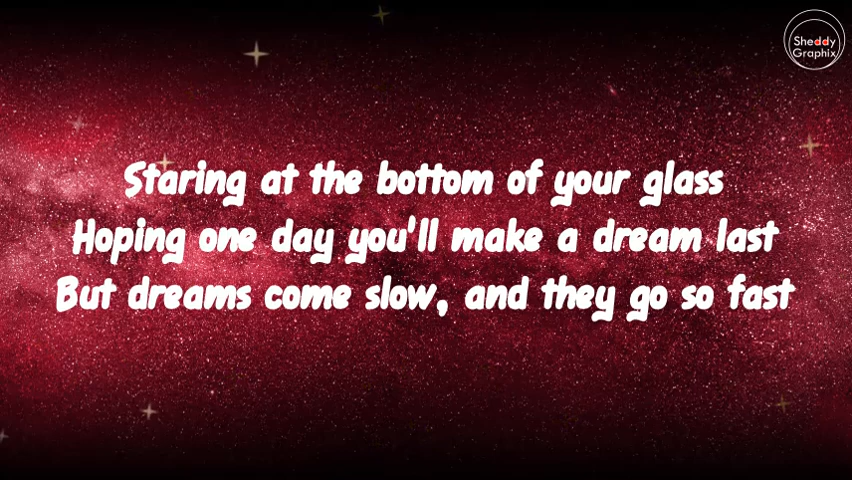 Sheddy
Graphix
Staring at the bottom of your glass
Hoping one day you'll make a dream last
But dreams come slow, and they go so fast